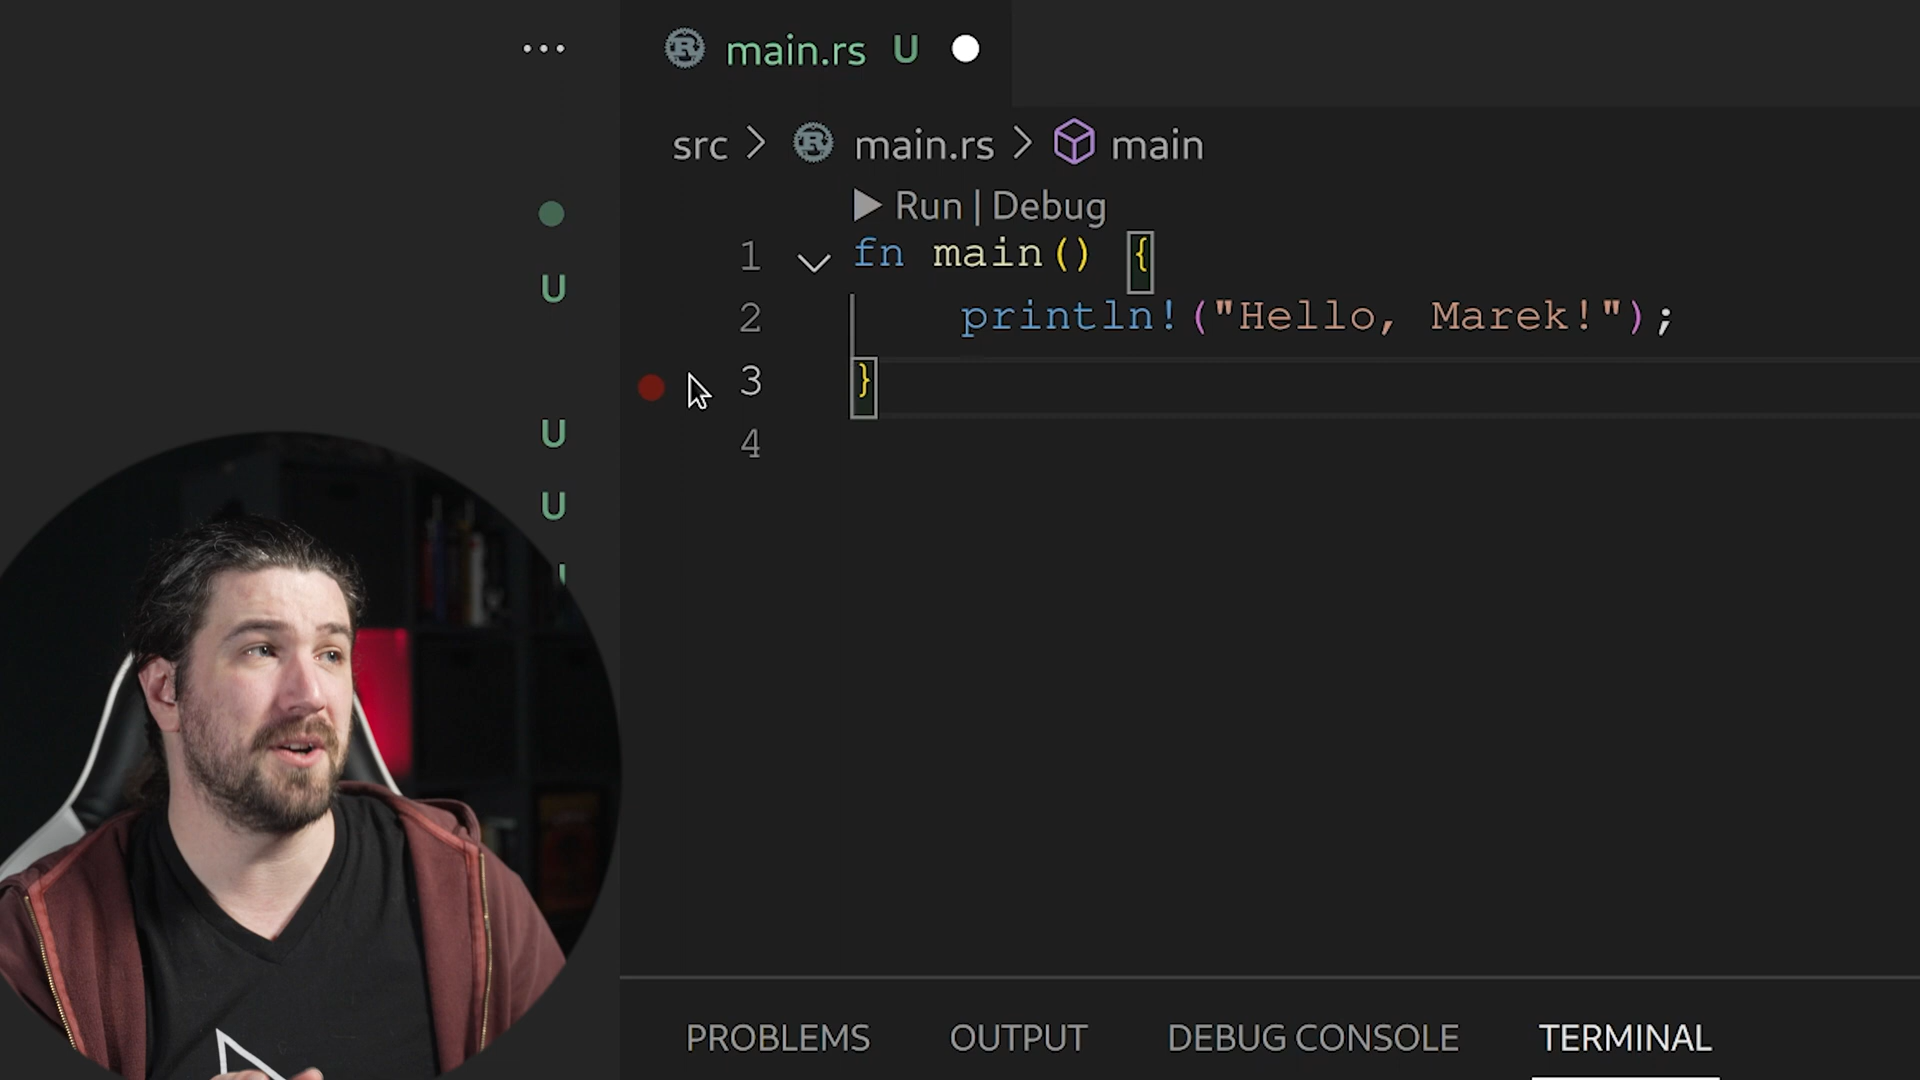 main.rs U
src > main.rs > main
Run | Debug
1 fn main() {
2 println!("Hello, Marek!");
3 }
4
U
U
U
PROBLEMS OUTPUT DEBUG CONSOLE TERMINAL